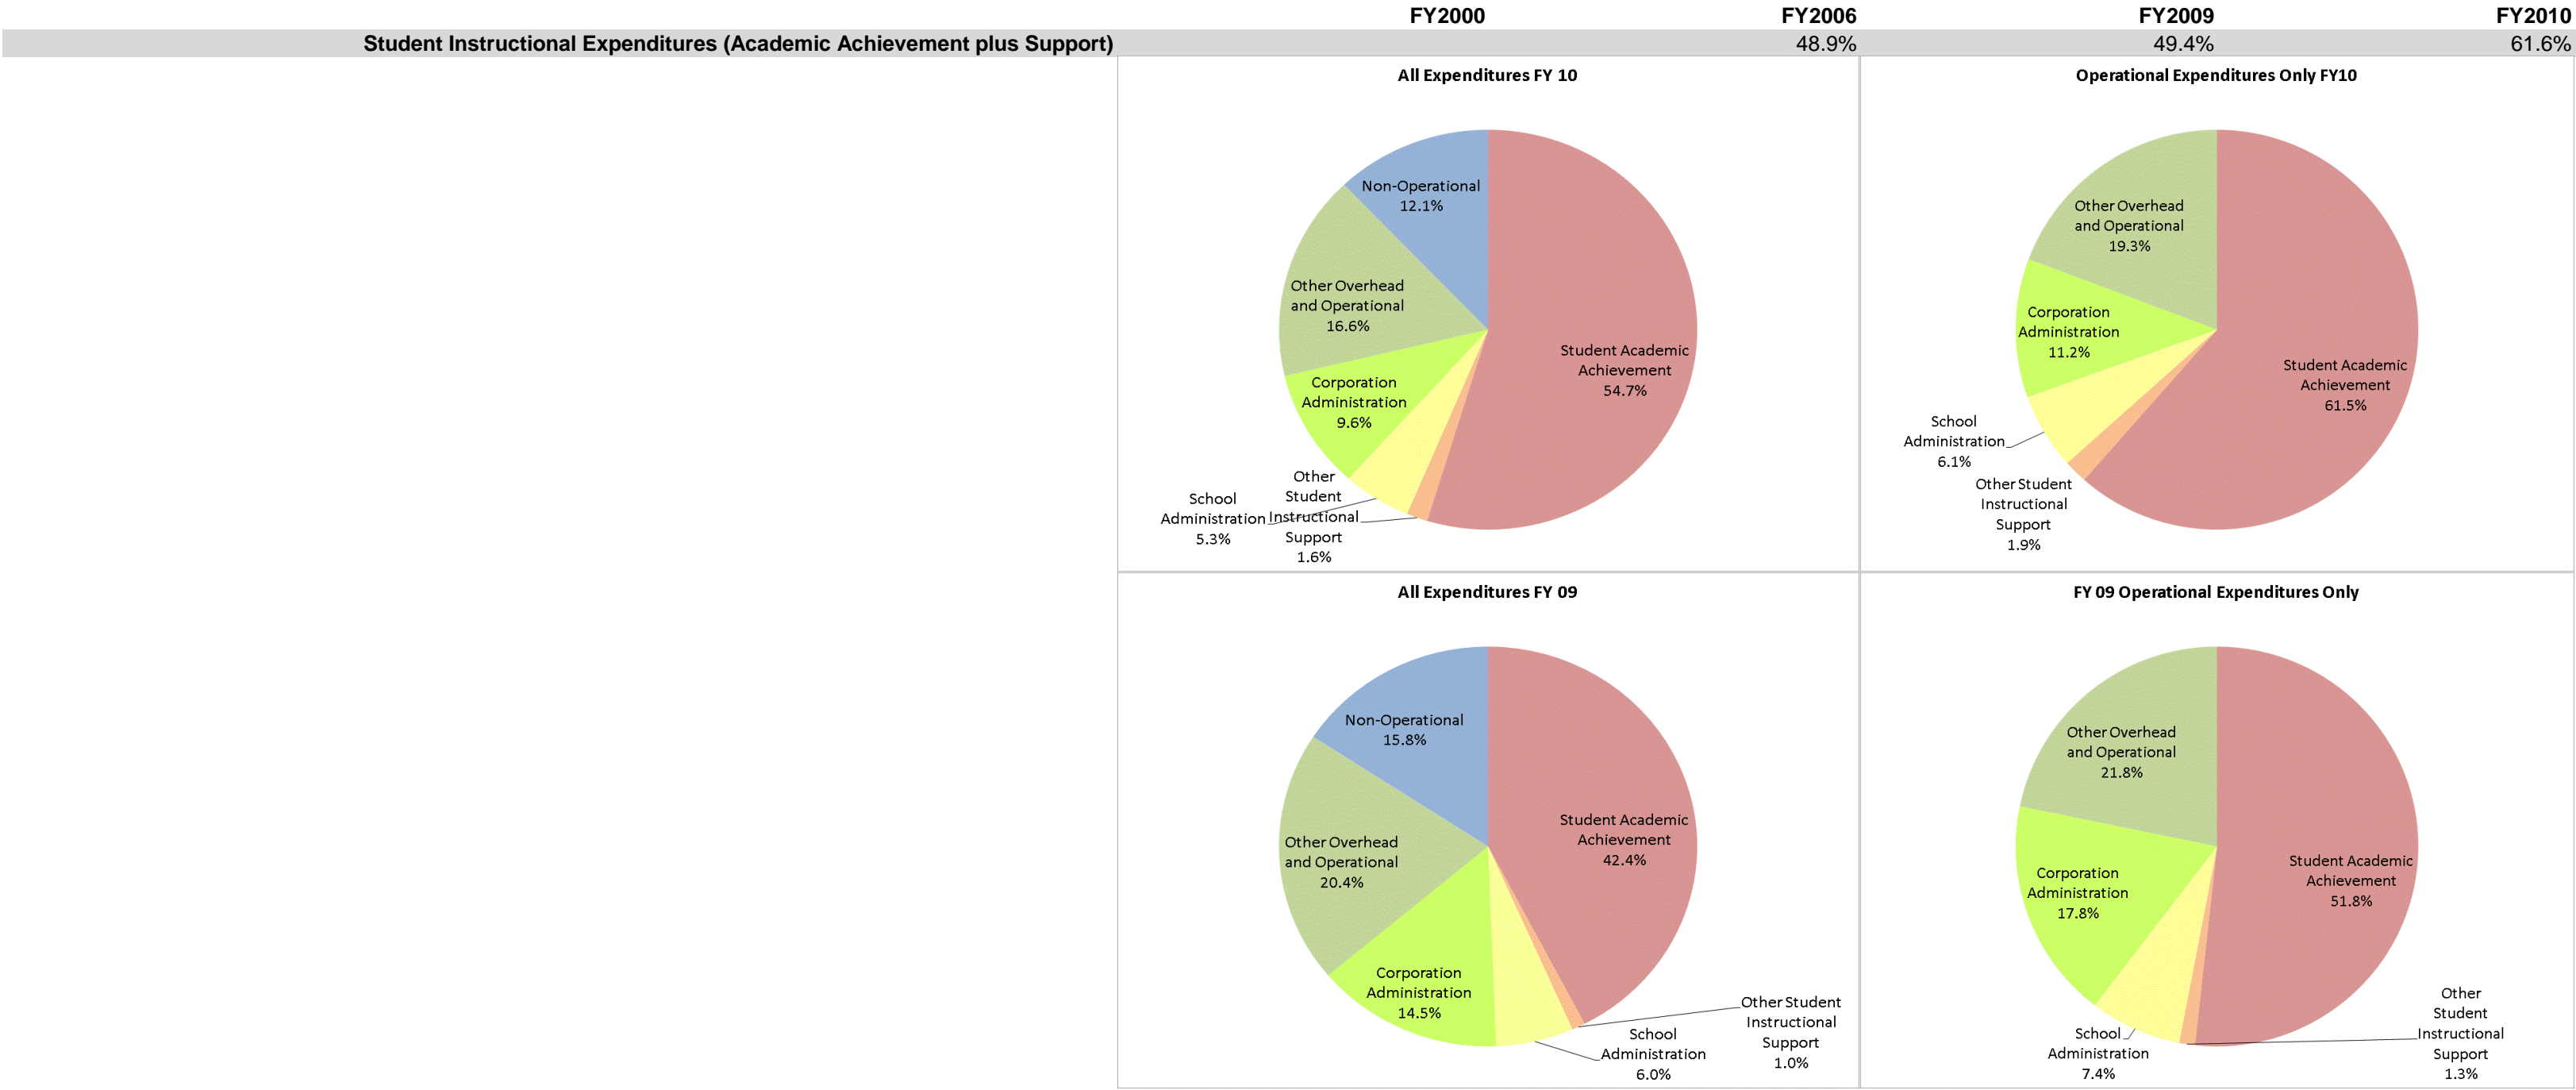 FY2000 FY2006 FY2009 FY2010
Student Instructional Expenditures (Academic Achievement plus Support) 48.9% 49.4% 61.6%
All Expenditures FY 10
Non-Operational
12.1%
Other Overhead
and Operational
16.6%
Corporation
Administration
9.6%
School
Administration
5.3%
Other
Student
Instructional
Support
1.6%
Student Academic
Achievement
54.7%
Operational Expenditures Only FY10
Other Overhead
and Operational
19.3%
Corporation
Administration
11.2%
School
Administration
6.1%
Other Student
Instructional
Support
1.9%
Student Academic
Achievement
61.5%
All Expenditures FY 09
Non-Operational
15.8%
Other Overhead
and Operational
20.4%
Corporation
Administration
14.5%
School
Administration
6.0%
Other Student
Instructional
Support
1.0%
Student Academic
Achievement
42.4%
FY 09 Operational Expenditures Only
Other Overhead
and Operational
21.8%
Corporation
Administration
17.8%
School
Administration
7.4%
Other
Student
Instructional
Support
1.3%
Student Academic
Achievement
51.8%